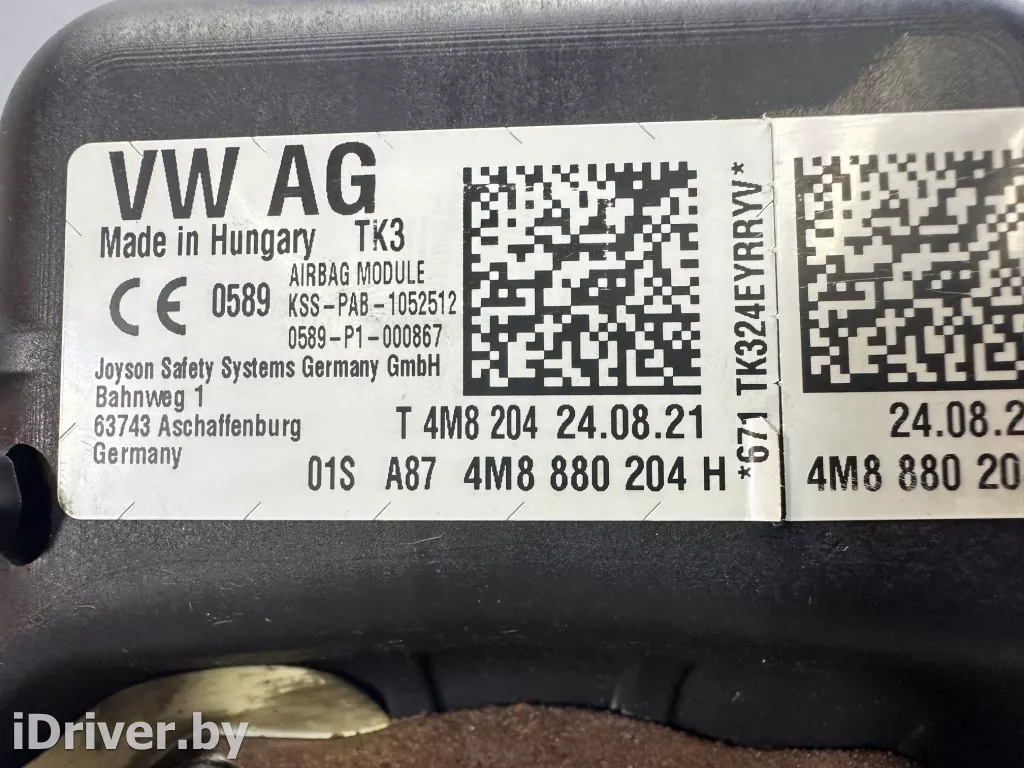 VW AG
Made in Hungary TK3
0589
AIRBAG MODULE
KSS-PAB-1052512
0589-P1-000867
Joyson Safety Systems Germany GmbH
Bahnweg 1
63743 Aschaffenburg
Germany
T 4M8 204 24.08.21
01S A87 4M8 880 204 H
*671 TK324EYRRYV*
24.08.2
4M8 880 20
iDriver.by